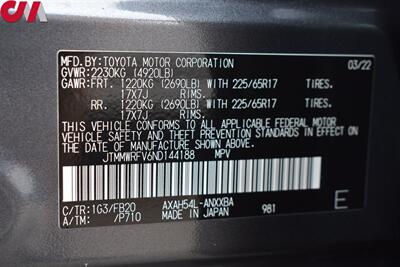 CIA
MFD.BY:TOYOTA MOTOR CORPORATION 03/22
GVWR:2230KG (4920LB)
GAWR:FRT. 1220KG (2690LB) WITH 225/65R17 TIRES.
17X7J RIMS.
RR. 1220KG (2690LB) WITH 225/65R17 TIRES.
17X7J RIMS.
THIS VEHICLE CONFORMS TO ALL APPLICABLE FEDERAL MOTOR
VEHICLE SAFETY, BUMPER, AND THEFT PREVENTION
STANDARDS IN EFFECT ON THE DATE OF MANUFACTURE SHOWN
ABOVE.
JTMMWRFV6ND144188 MPV
C/TR:1G3/FB20 AXAH54L-ANXXBA
A/TM: /P710 MADE IN JAPAN 981 E